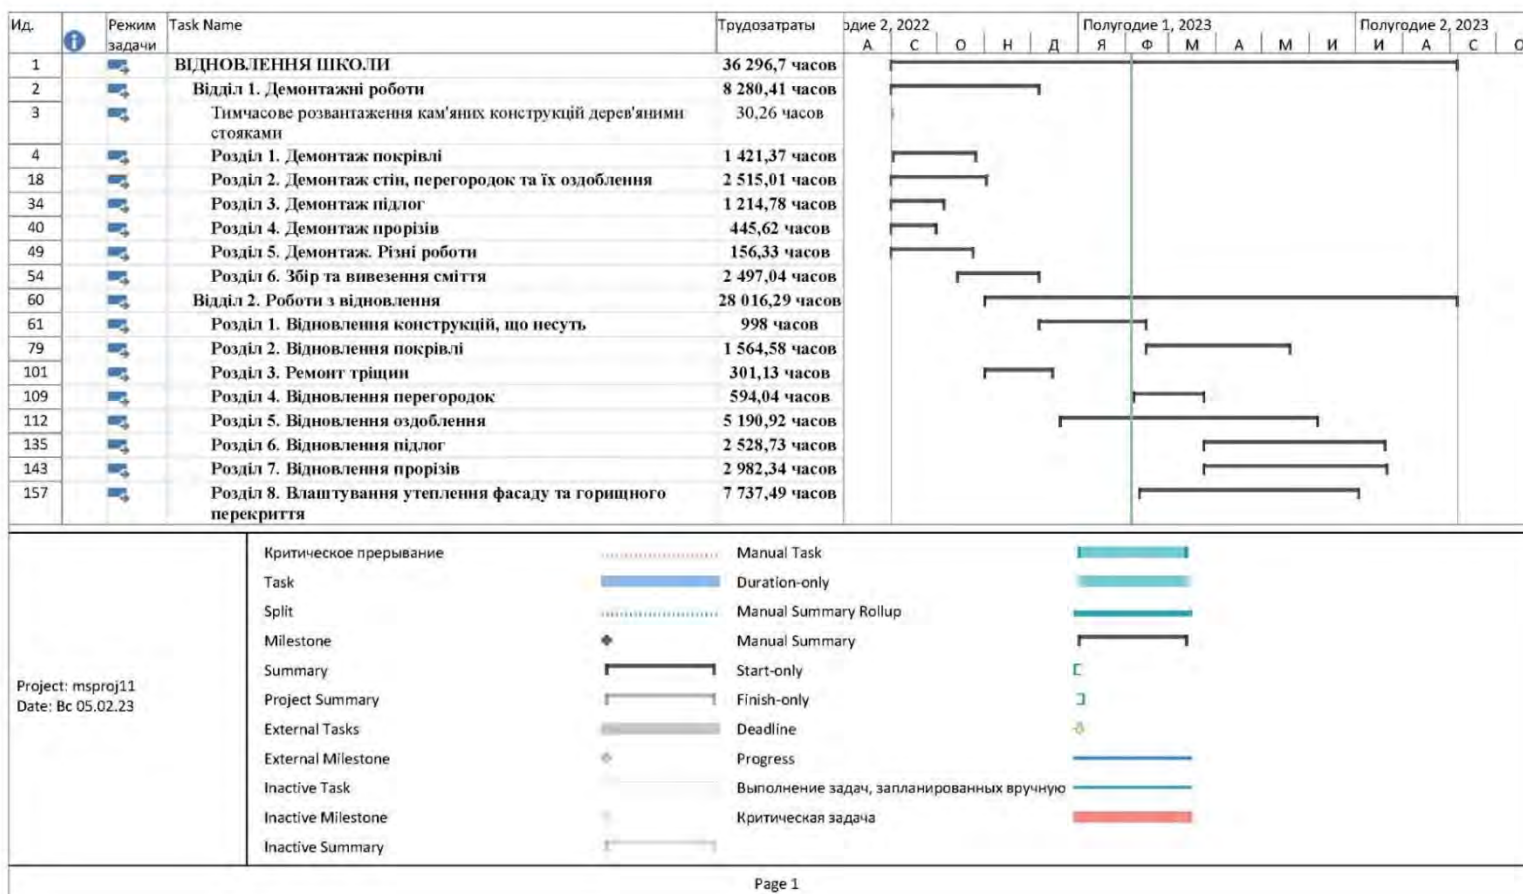 Ид. Режим задачи Task Name Трудозатраты одие 2, 2022 Полугодие 1, 2023 Полугодие 2, 2023
А С О Н Д Я Ф М А М И И А С О
1 ВІДНОВЛЕННЯ ШКОЛИ 36 296,7 часов
2 Відділ 1. Демонтажні роботи 8 280,41 часов
3 Тимчасове розвантаження кам'яних конструкцій дерев'яними 30,26 часов
стояками
4 Розділ 1. Демонтаж покрівлі 1 421,37 часов
18 Розділ 2. Демонтаж стін, перегородок та їх оздоблення 2 515,01 часов
34 Розділ 3. Демонтаж підлог 1 214,78 часов
40 Розділ 4. Демонтаж прорізів 445,62 часов
49 Розділ 5. Демонтаж. Різні роботи 156,33 часов
54 Розділ 6. Збір та вивезення сміття 2 497,04 часов
60 Відділ 2. Роботи з відновлення 28 016,29 часов
61 Розділ 1. Відновлення конструкцій, що несуть 998 часов
79 Розділ 2. Відновлення покрівлі 1 564,58 часов
101 Розділ 3. Ремонт тріщин 301,13 часов
109 Розділ 4. Відновлення перегородок 594,04 часов
112 Розділ 5. Відновлення оздоблення 5 190,92 часов
135 Розділ 6. Відновлення підлог 2 528,73 часов
143 Розділ 7. Відновлення прорізів 2 982,34 часов
157 Розділ 8. Влаштування утеплення фасаду та горищного 7 737,49 часов
перекриття
Project: msproj11
Date: Вс 05.02.23
Критическое прерывание
Task
Split
Milestone
Summary
Project Summary
External Tasks
External Milestone
Inactive Task
Inactive Milestone
Inactive Summary
Manual Task
Duration-only
Manual Summary Rollup
Manual Summary
Start-only
Finish-only
Deadline
Progress
Выполнение задач, запланированных вручную
Критическая задача
Page 1